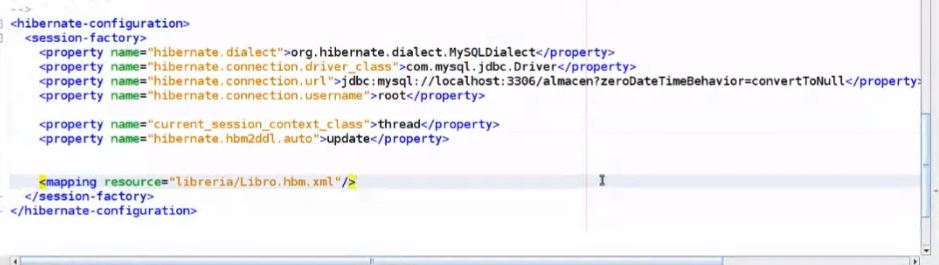 -->
<hibernate-configuration>
<session-factory>
<property name="hibernate.dialect">org.hibernate.dialect.MySQLDialect</property>
<property name="hibernate.connection.driver_class">com.mysql.jdbc.Driver</property>
<property name="hibernate.connection.url">jdbc:mysql://localhost:3306/almacen?zeroDateTimeBehavior=convertToNull</property>
<property name="hibernate.connection.username">root</property>
<property name="current_session_context_class">thread</property>
<property name="hibernate.hbm2ddl.auto">update</property>
<mapping resource="libreria/Libro.hbm.xml"/>
</session-factory>
</hibernate-configuration>